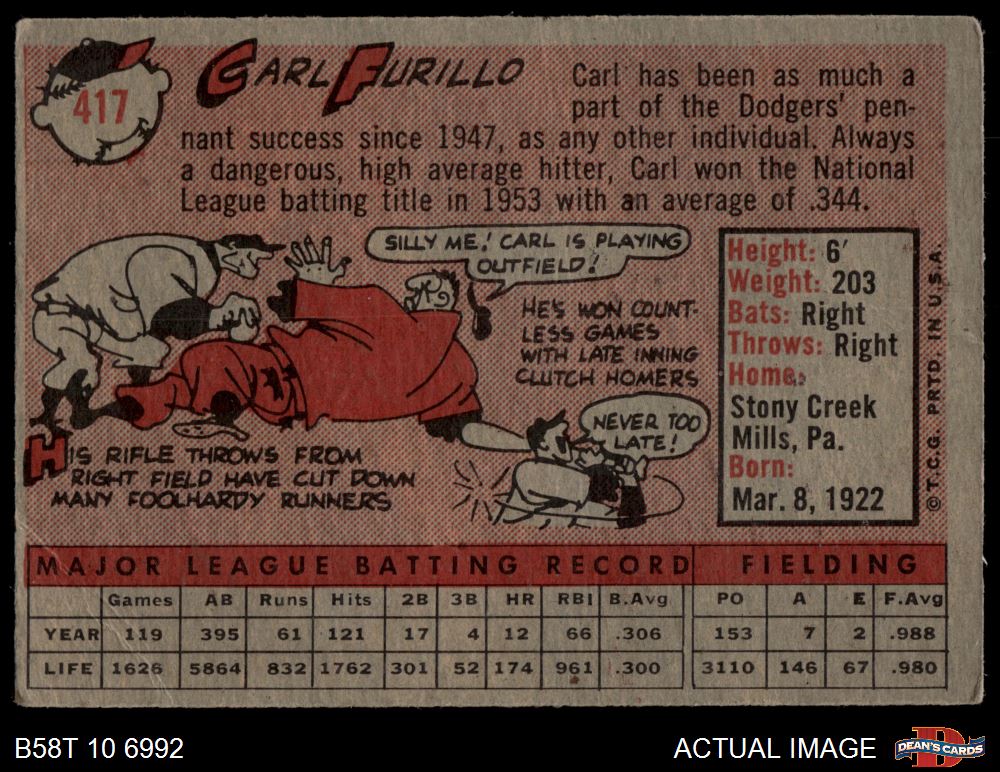 417
CARL FURILLO
Carl has been as much a
part of the Dodgers' pen-
nant success since 1947, as any other individual. Always
a dangerous, high average hitter, Carl won the National
League batting title in 1953 with an average of .344.
SILLY ME! CARL IS PLAYING
OUTFIELD!
HE'S WON COUNT-
LESS GAMES
WITH LATE INNING
CLUTCH HOMERS
NEVER TOO
LATE!
HIS RIFLE THROWS FROM
RIGHT FIELD HAVE CUT DOWN
MANY FOOLHARDY RUNNERS
Height: 6'
Weight: 203
Bats: Right
Throws: Right
Home:
Stony Creek
Mills, Pa.
Born:
Mar. 8, 1922
©T.C.G. PRTD. IN U.S.A.
MAJOR LEAGUE BATTING RECORD FIELDING
Games AB Runs Hits 2B 3B HR RBI B.Avg PO A E F.Avg
YEAR 119 395 61 121 17 4 12 66 .306 153 7 2 .988
LIFE 1626 5864 832 1762 301 52 174 961 .300 3110 146 67 .980
B58T 10 6992 ACTUAL IMAGE DEAN'S CARDS